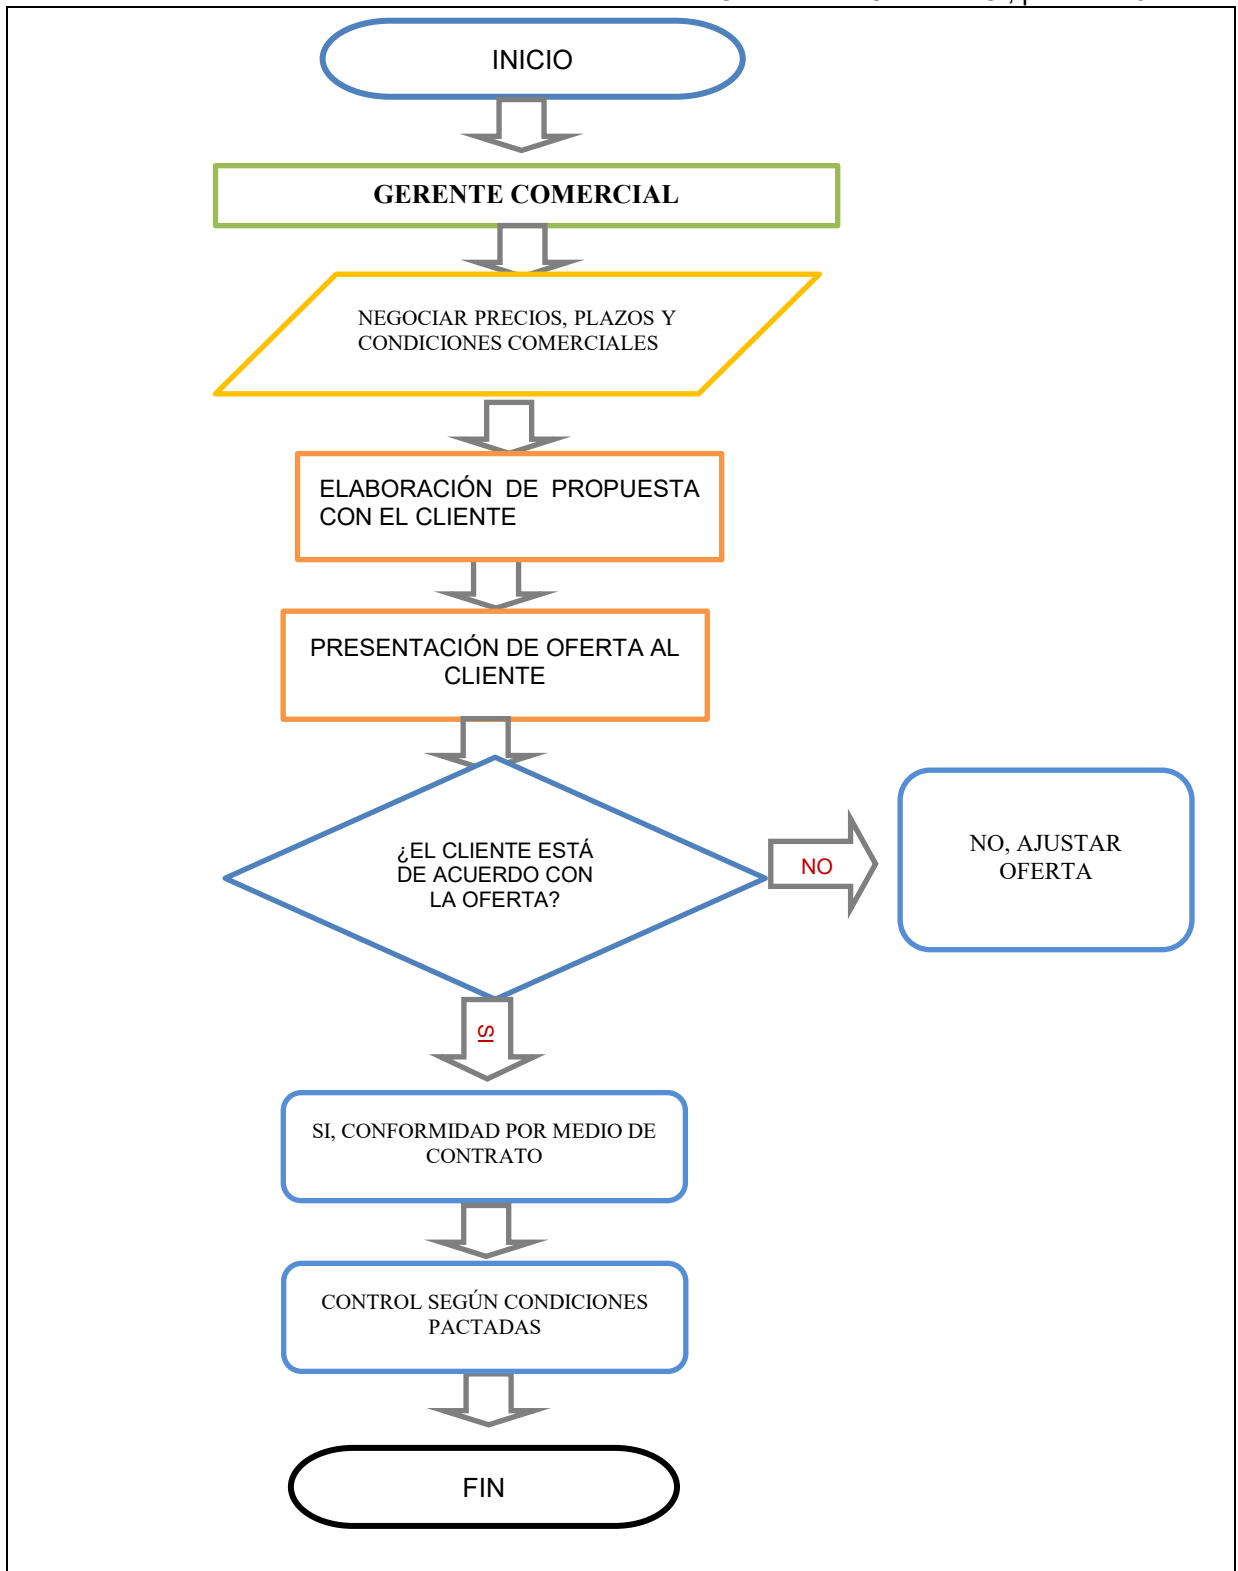 INICIO
GERENTE COMERCIAL
NEGOCIAR PRECIOS, PLAZOS Y
CONDICIONES COMERCIALES
ELABORACIÓN DE PROPUESTA
CON EL CLIENTE
PRESENTACIÓN DE OFERTA AL
CLIENTE
¿EL CLIENTE ESTÁ
DE ACUERDO CON
LA OFERTA?
NO
NO, AJUSTAR
OFERTA
SI
SI, CONFORMIDAD POR MEDIO DE
CONTRATO
CONTROL SEGÚN CONDICIONES
PACTADAS
FIN